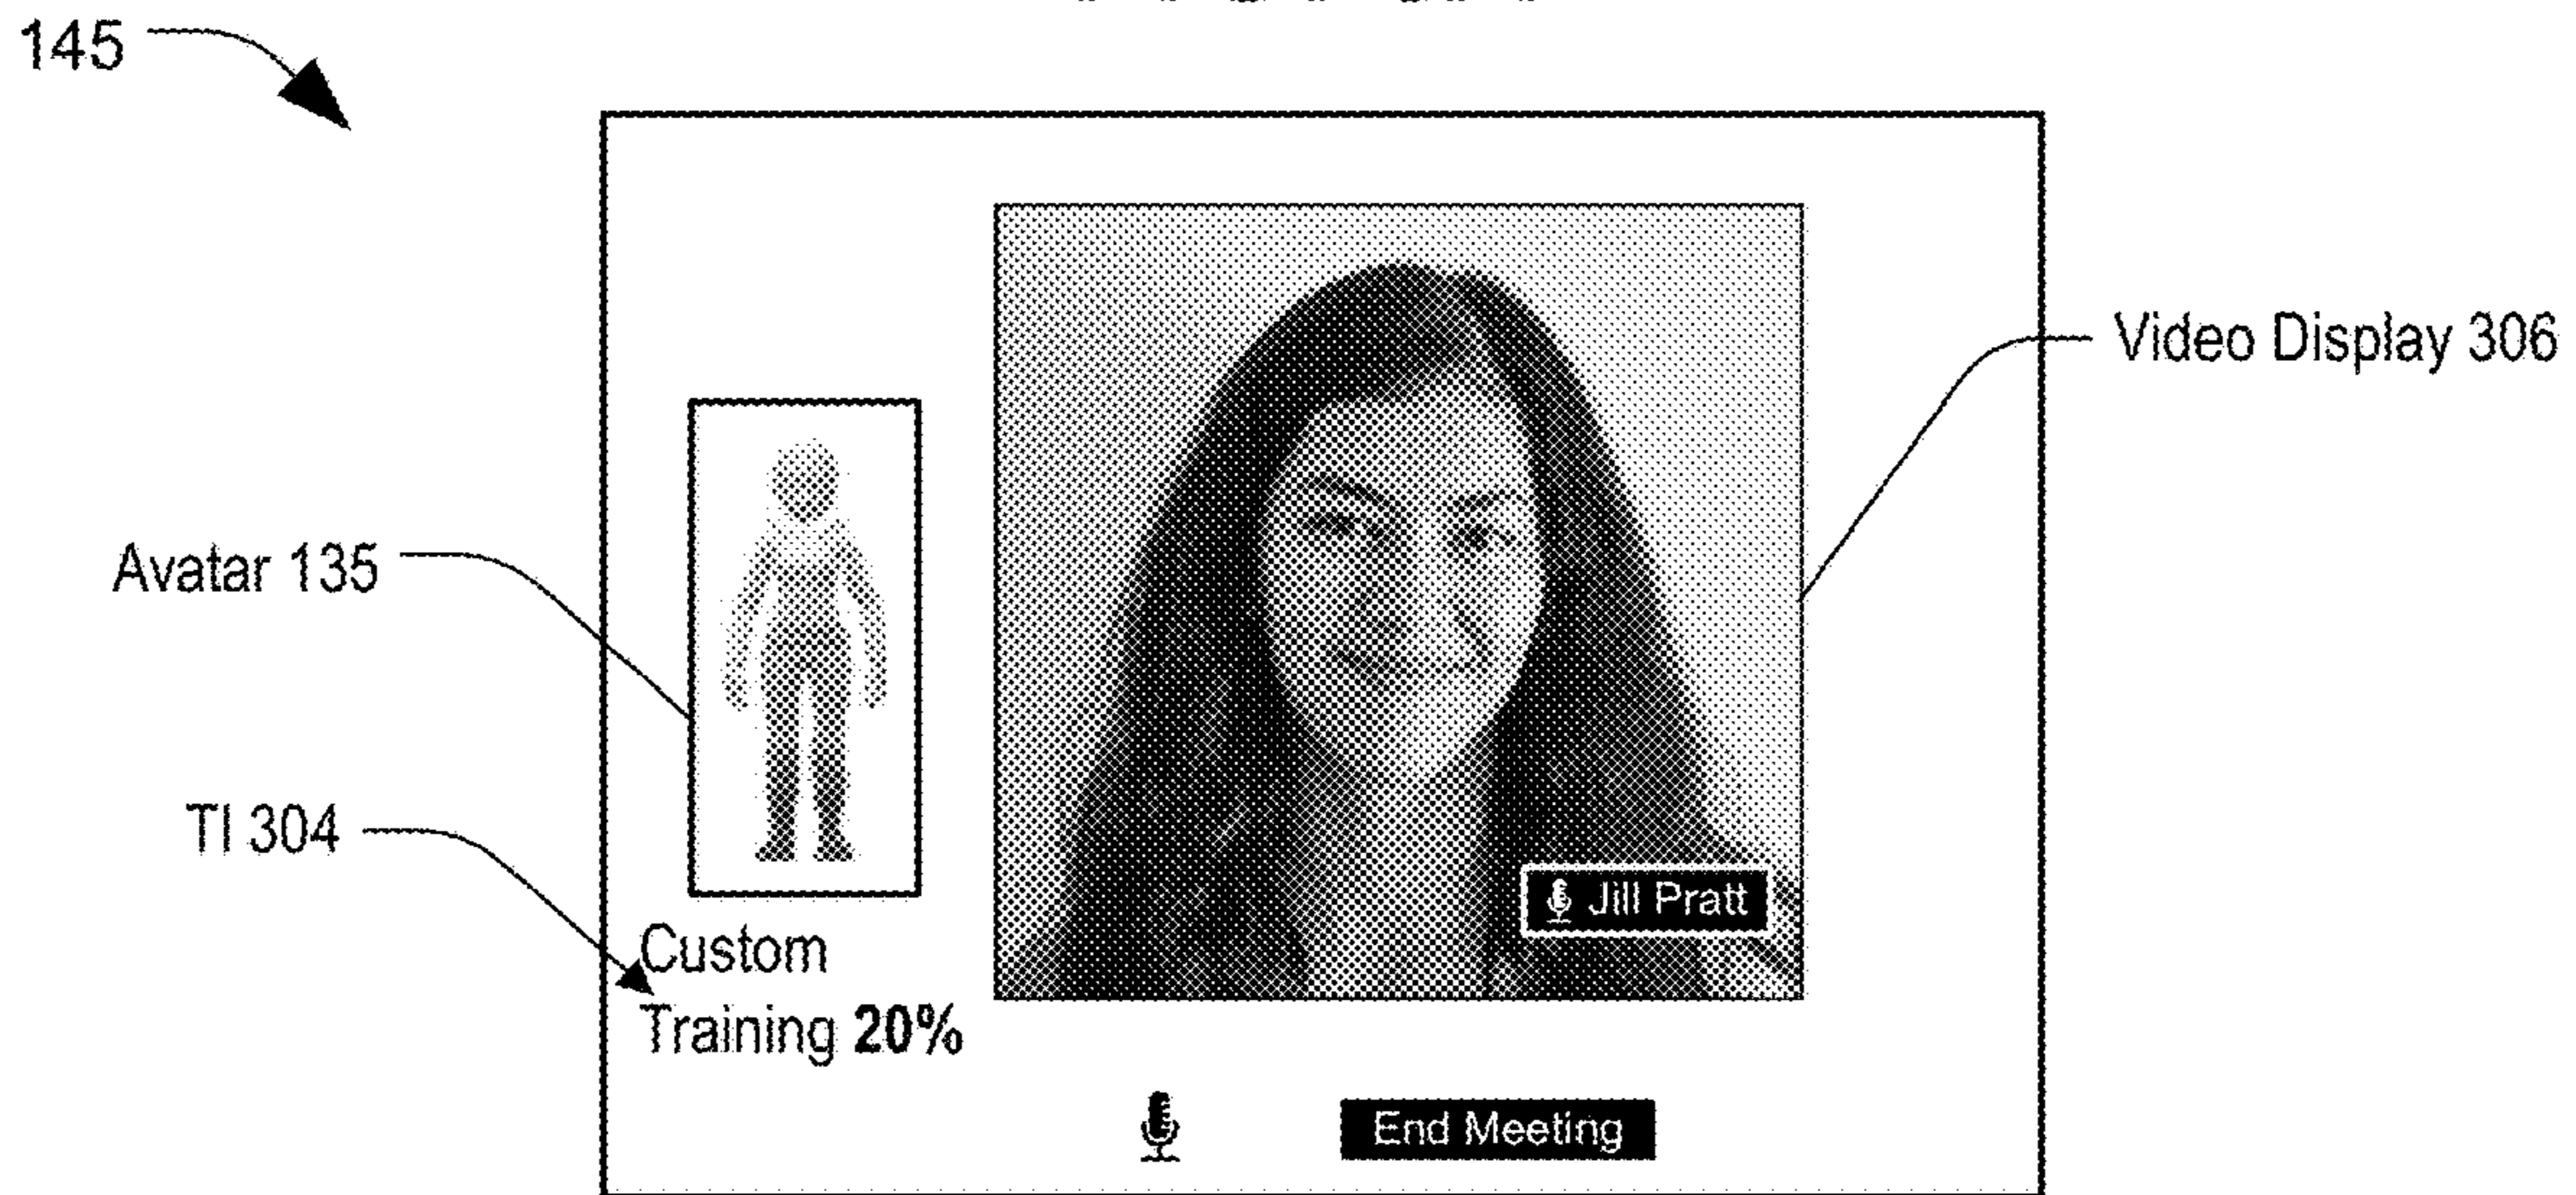 145
Video Display 306
Avatar 135
TI 304
Jill Pratt
Custom
Training 20%
End Meeting